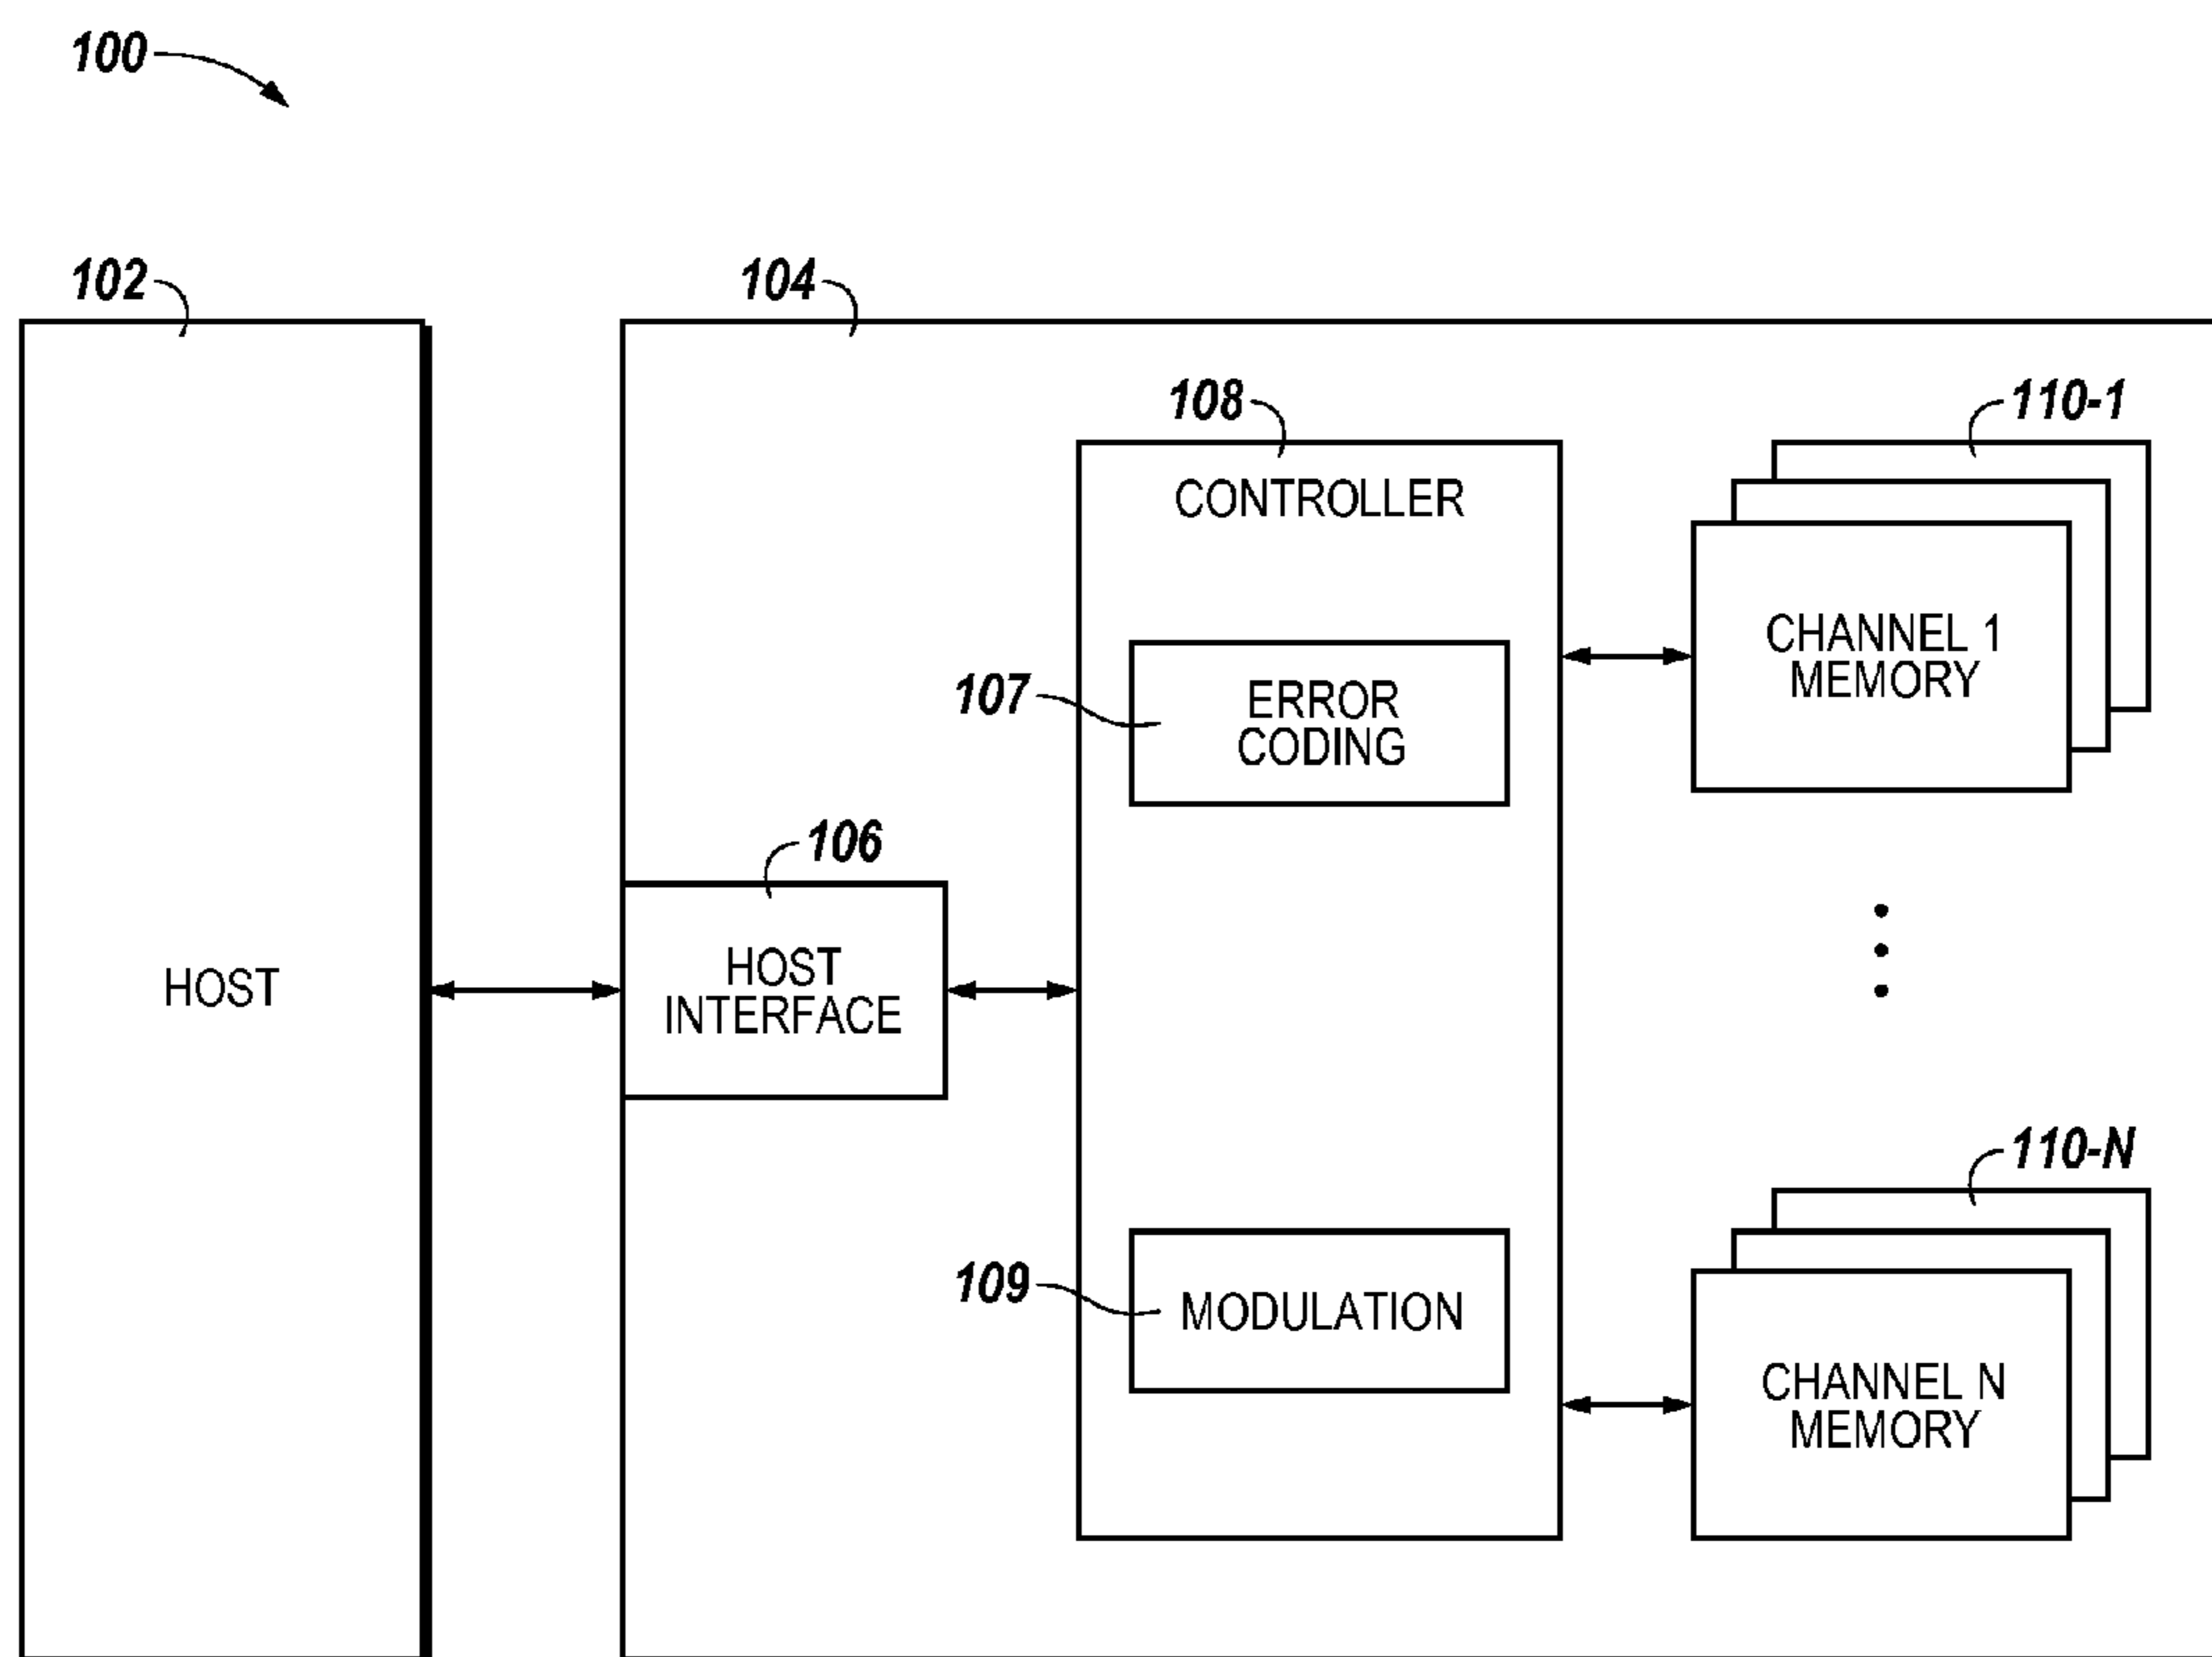 100
102
104
108
110-1
CONTROLLER
CHANNEL 1
MEMORY
107
ERROR
CODING
106
HOST
HOST
INTERFACE
110-N
109
MODULATION
CHANNEL N
MEMORY